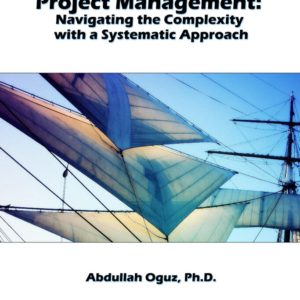 Project Management:
Navigating the Complexity
with a Systematic Approach
Abdullah Oguz, Ph.D.